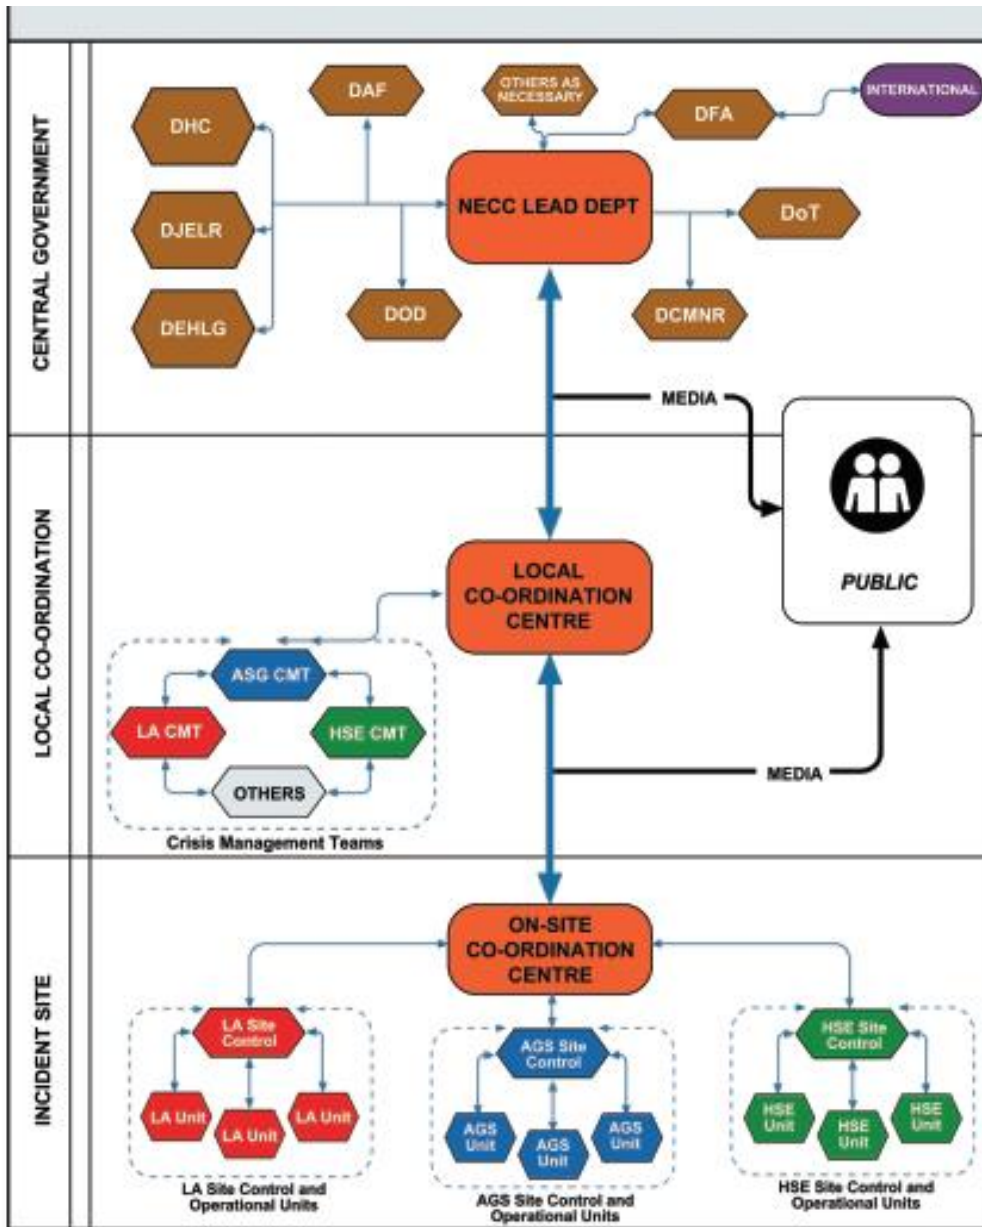 CENTRAL GOVERNMENT
DAF
OTHERS AS
NECESSARY
INTERNATIONAL
DHC
DFA
NECC LEAD DEPT
DJELR
DoT
DEHLG
DOD
DCMNR
MEDIA
LOCAL CO-ORDINATION
PUBLIC
LOCAL
CO-ORDINATION
CENTRE
ASG CMT
LA CMT
HSE CMT
OTHERS
Crisis Management Teams
MEDIA
INCIDENT SITE
ON-SITE
CO-ORDINATION
CENTRE
LA Site
Control
LA Unit
LA Unit
LA Unit
LA Site Control and
Operational Units
AGS Site
Control
AGS
Unit
AGS
Unit
AGS
Unit
AGS Site Control and
Operational Units
HSE Site
Control
HSE
Unit
HSE
Unit
HSE
Unit
HSE Site Control and
Operational Units